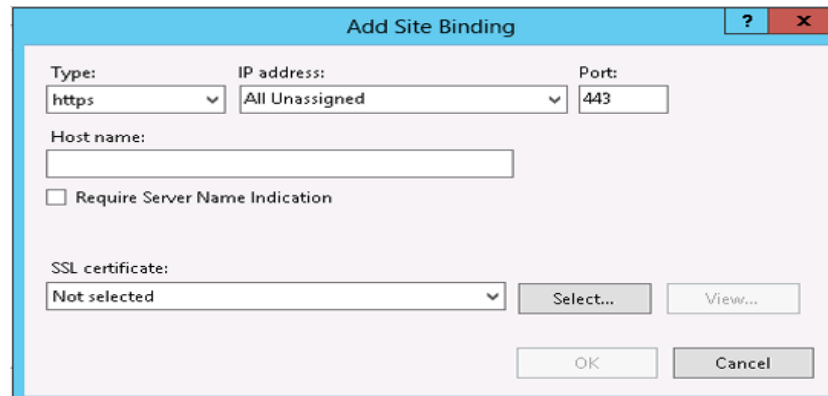 Add Site Binding
? x
Type: IP address: Port:
https All Unassigned 443
Host name:
Require Server Name Indication
SSL certificate:
Not selected Select... View...
OK Cancel